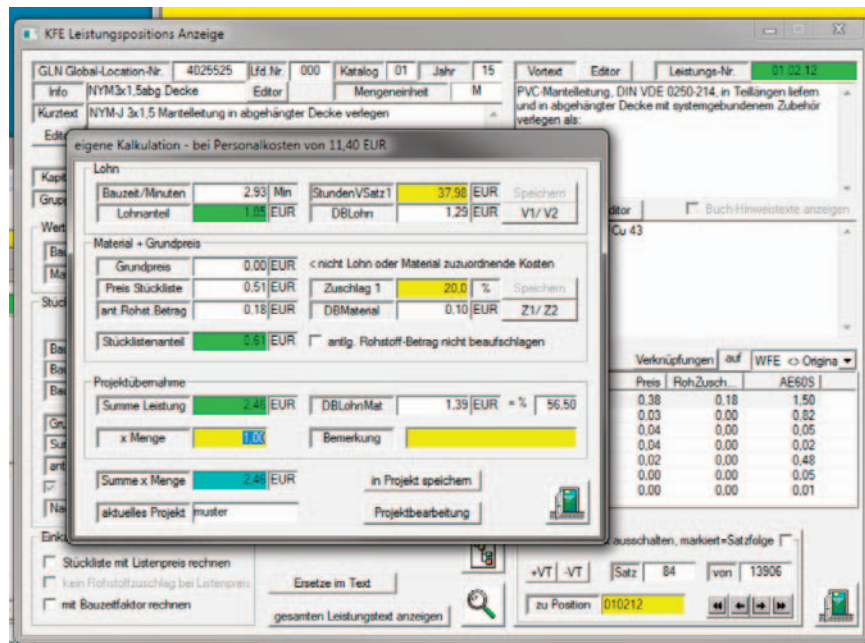 KFE Leistungspositions Anzeige
GLN Global-Location-Nr. 4025525 Lfd.Nr. 000 Katalog 01 Jahr 15 Vortext Editor Leistungs-Nr. 01 02 12
Info NYM3x1,5abg Decke Editor Mengeneinheit M
Kurztext NYM-J 3x1,5 Mantelleitung in abgehängter Decke verlegen
PVC-Mantelleitung, DIN VDE 0250-214, in Teillängen liefern
und in abgehängter Decke mit systemgebundenem Zubehör
verlegen als:
eigene Kalkulation - bei Personalkosten von 11,40 EUR
Lohn
Bauzeit/Minuten 2.93 Min StundenVSatz1 37,98 EUR Speichern
Lohnanteil 1,85 EUR DBLohn 1,29 EUR V1/ V2
ditor Buch-Hinweistexte anzeigen
Cu 43
Material + Grundpreis
Grundpreis 0,00 EUR < nicht Lohn oder Material zuzuordnende Kosten
Preis Stückliste 0,51 EUR Zuschlag 1 20,0 % Speichern
ant.Rohst.Betrag 0,18 EUR DBMaterial 0,10 EUR Z1/ Z2
Stücklistenanteil 0,61 EUR antlg. Rohstoff-Betrag nicht beaufschlagen
Verknüpfungen auf WFE <> Origina
Preis RohZusch... AE60S
0,38 0,18 1,50
0,03 0,00 0,82
0,04 0,00 0,05
0,04 0,00 0,02
0,02 0,00 0,48
0,00 0,00 0,05
0,00 0,00 0,01
Projektübernahme
Summe Leistung 2,46 EUR DBLohnMat 1,39 EUR = % 56,50
x Menge 1,00 Bemerkung
Summe x Menge 2,46 EUR in Projekt speichern
aktuelles Projekt muster Projektbearbeitung
ausschalten, markiert=Satzfolge
Stückliste mit Listenpreis rechnen
kein Rohstoffzuschlag bei Listenpreis Ersetze im Text
mit Bauzeitfaktor rechnen gesamten Leistungstext anzeigen
+VT -VT Satz 84 von 13906
zu Position 010212